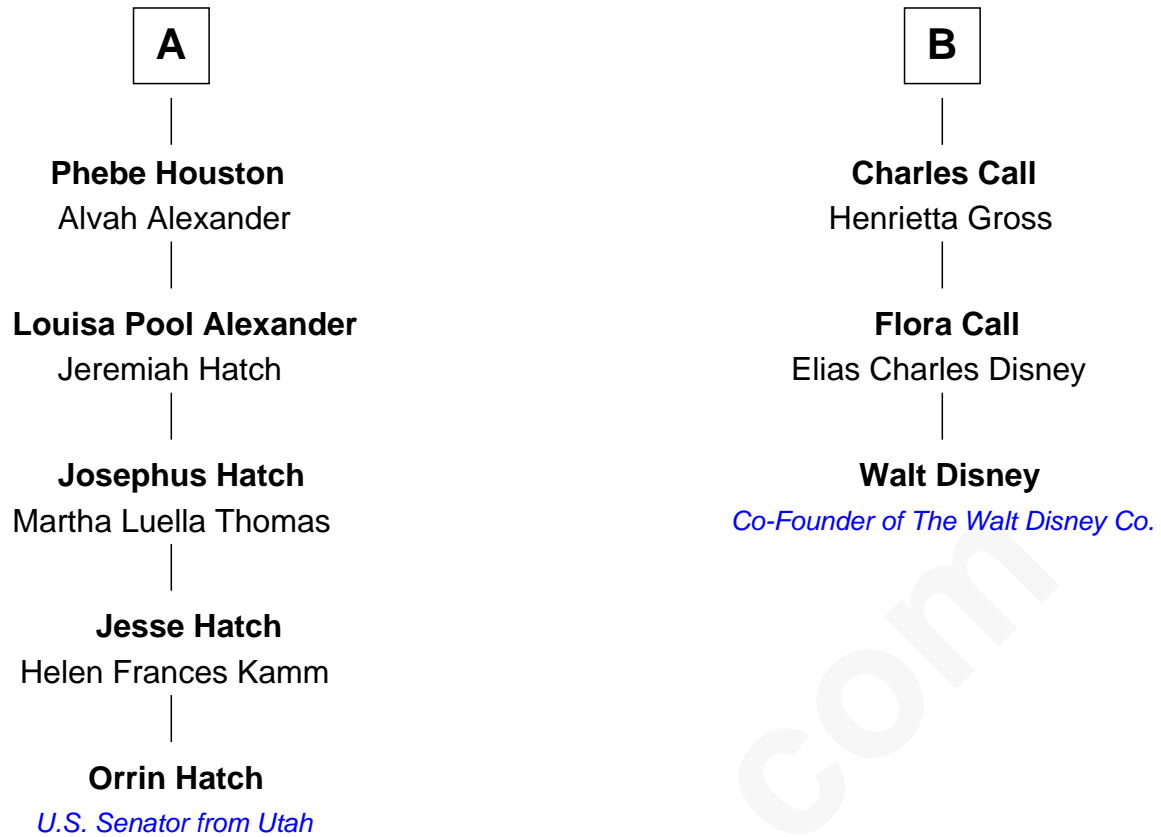 A
Phebe Houston
Alvah Alexander
Louisa Pool Alexander
Jeremiah Hatch
Josephus Hatch
Martha Luella Thomas
Jesse Hatch
Helen Frances Kamm
Orrin Hatch
U.S. Senator from Utah
B
Charles Call
Henrietta Gross
Flora Call
Elias Charles Disney
Walt Disney
Co-Founder of The Walt Disney Co.
com